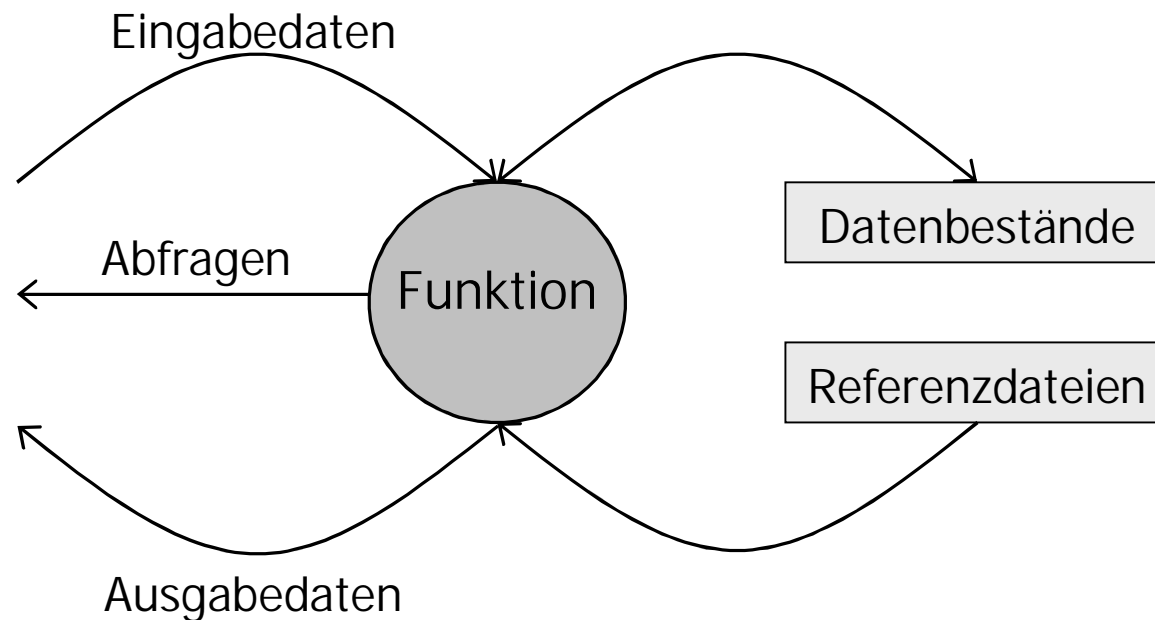 Eingabedaten
Datenbestände
Abfragen
Funktion
Referenzdateien
Ausgabedaten